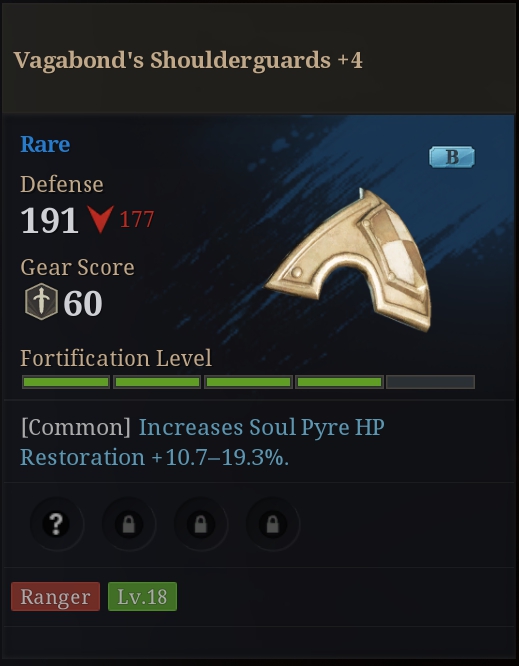 Vagabond's Shoulderguards +4
Rare
B
Defense
191 177
Gear Score
60
Fortification Level
[Common] Increases Soul Pyre HP
Restoration +10.7–19.3%.
?
Ranger Lv.18